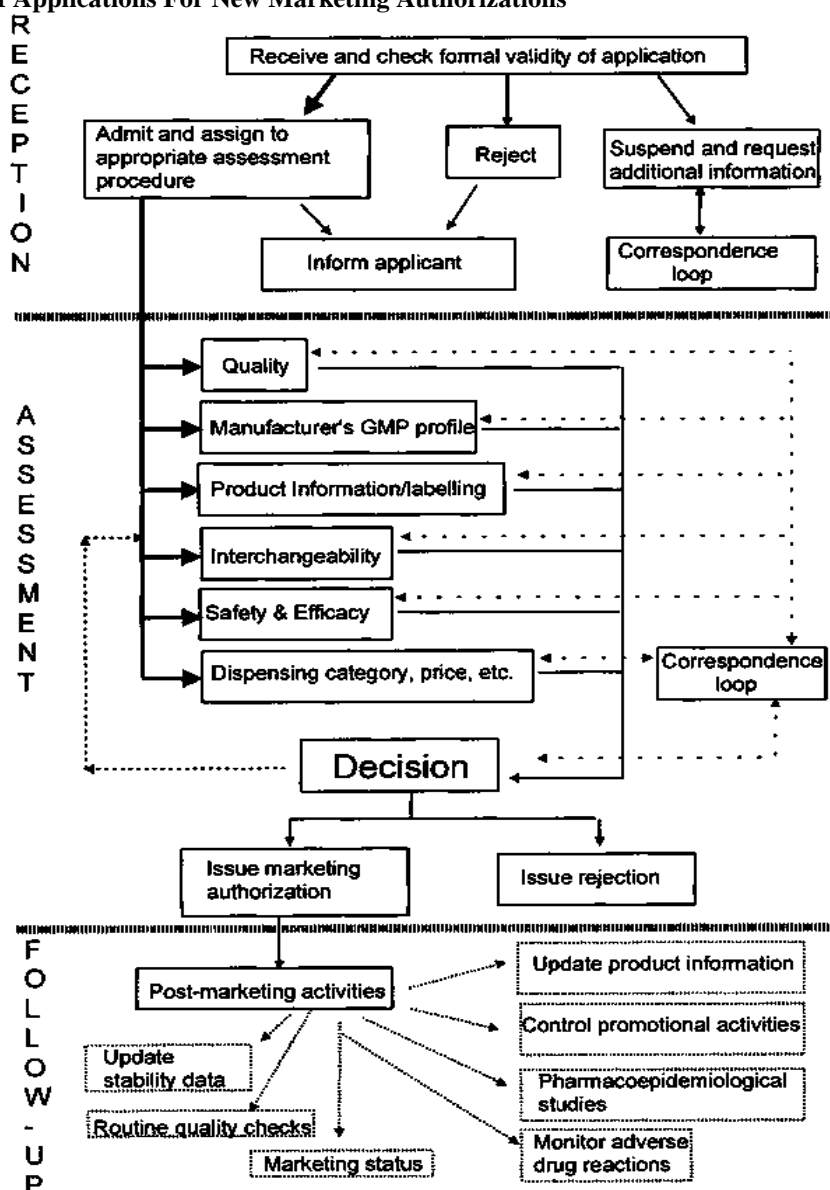 Applications For New Marketing Authorizations
RECEPTION
Receive and check formal validity of application
Admit and assign to
appropriate assessment
procedure
Reject
Suspend and request
additional information
Inform applicant
Correspondence
loop
ASSESSMENT
Quality
Manufacturer's GMP profile
Product Information/labelling
Interchangeability
Safety & Efficacy
Dispensing category, price, etc.
Correspondence
loop
Decision
Issue marketing
authorization
Issue rejection
FOLLOW-UP
Post-marketing activities
Update product information
Control promotional activities
Update
stability data
Pharmacoepidemiological
studies
Routine quality checks
Monitor adverse
drug reactions
Marketing status